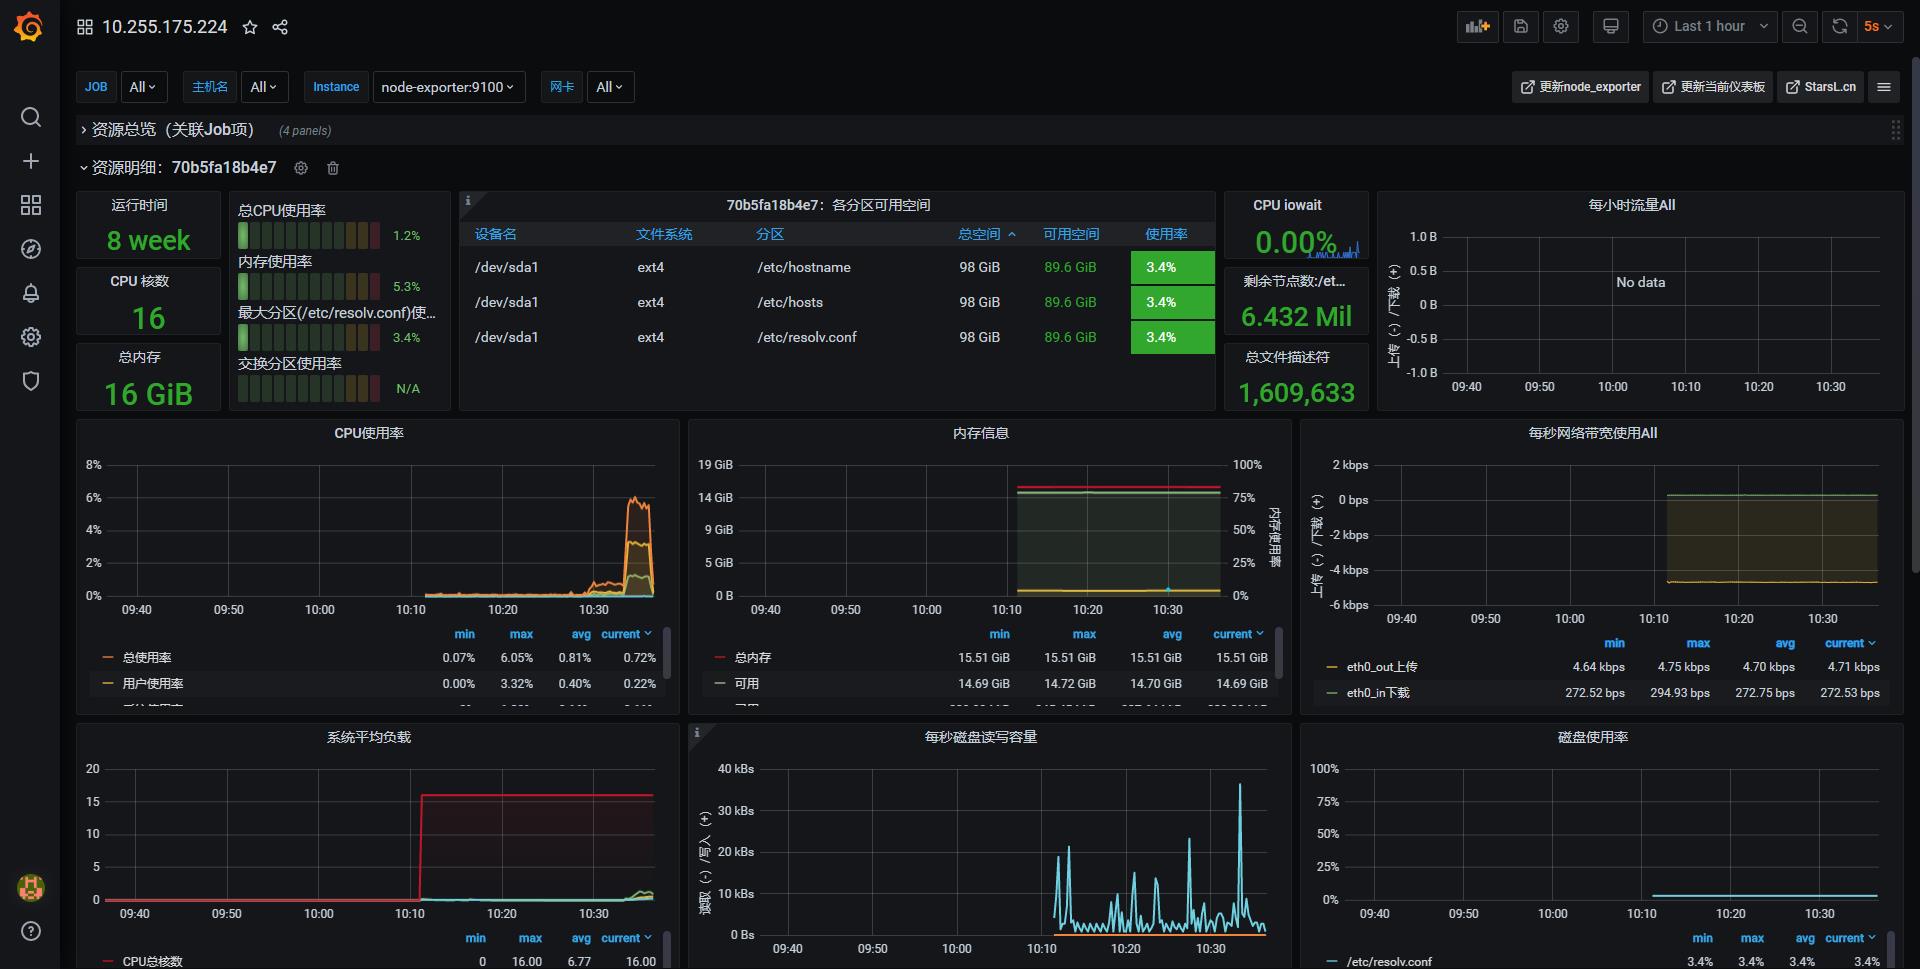 10.255.175.224
Last 1 hour
5s
JOB
All
主机名
All
Instance
node-exporter:9100
网卡
All
更新node_exporter
更新当前仪表板
StarsL.cn
资源总览（关联Job项） (4 panels)
资源明细：70b5fa18b4e7
运行时间
8 week
CPU 核数
16
总内存
16 GiB
总CPU使用率
1.2%
内存使用率
5.3%
最大分区(/etc/resolv.conf)使...
3.4%
交换分区使用率
N/A
70b5fa18b4e7：各分区可用空间
设备名 文件系统 分区 总空间 可用空间 使用率
/dev/sda1 ext4 /etc/hostname 98 GiB 89.6 GiB 3.4%
/dev/sda1 ext4 /etc/hosts 98 GiB 89.6 GiB 3.4%
/dev/sda1 ext4 /etc/resolv.conf 98 GiB 89.6 GiB 3.4%
CPU iowait
0.00%
剩余节点数:/et...
6.432 Mil
总文件描述符
1,609,633
每小时流量All
上传（-）/下载（+）
1.0 B
0.5 B
0 B
-0.5 B
-1.0 B
No data
09:40 09:50 10:00 10:10 10:20 10:30
CPU使用率
8%
6%
4%
2%
0%
09:40 09:50 10:00 10:10 10:20 10:30
min max avg current
总使用率 0.07% 6.05% 0.81% 0.72%
用户使用率 0.00% 3.32% 0.40% 0.22%
内存信息
19 GiB
14 GiB
9 GiB
5 GiB
0 B
100%
75%
50%
25%
0%
内存使用率
09:40 09:50 10:00 10:10 10:20 10:30
min max avg current
总内存 15.51 GiB 15.51 GiB 15.51 GiB 15.51 GiB
可用 14.69 GiB 14.72 GiB 14.70 GiB 14.69 GiB
每秒网络带宽使用All
上传（-）/下载（+）
2 kbps
0 bps
-2 kbps
-4 kbps
-6 kbps
09:40 09:50 10:00 10:10 10:20 10:30
min max avg current
eth0_out上传 4.64 kbps 4.75 kbps 4.70 kbps 4.71 kbps
eth0_in下载 272.52 bps 294.93 bps 272.75 bps 272.53 bps
系统平均负载
20
15
10
5
0
09:40 09:50 10:00 10:10 10:20 10:30
min max avg current
CPU总核数 0 16.00 6.77 16.00
每秒磁盘读写容量
读取（-）/写入（+）
40 kBs
30 kBs
20 kBs
10 kBs
0 Bs
09:40 09:50 10:00 10:10 10:20 10:30
磁盘使用率
100%
75%
50%
25%
0%
09:40 09:50 10:00 10:10 10:20 10:30
min max avg current
/etc/resolv.conf 3.4% 3.4% 3.4% 3.4%